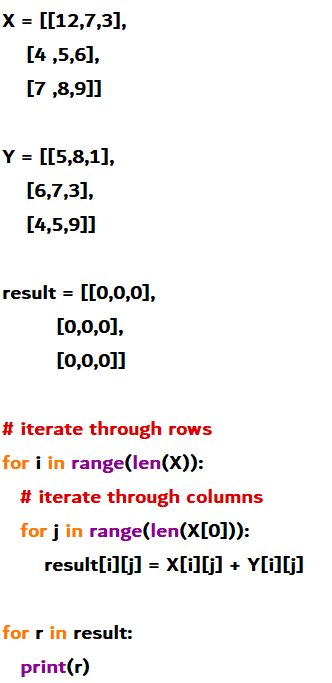 X = [[12,7,3],
    [4 ,5,6],
    [7 ,8,9]]

Y = [[5,8,1],
    [6,7,3],
    [4,5,9]]

result = [[0,0,0],
         [0,0,0],
         [0,0,0]]

# iterate through rows
for i in range(len(X)):
   # iterate through columns
   for j in range(len(X[0])):
       result[i][j] = X[i][j] + Y[i][j]

for r in result:
   print(r)